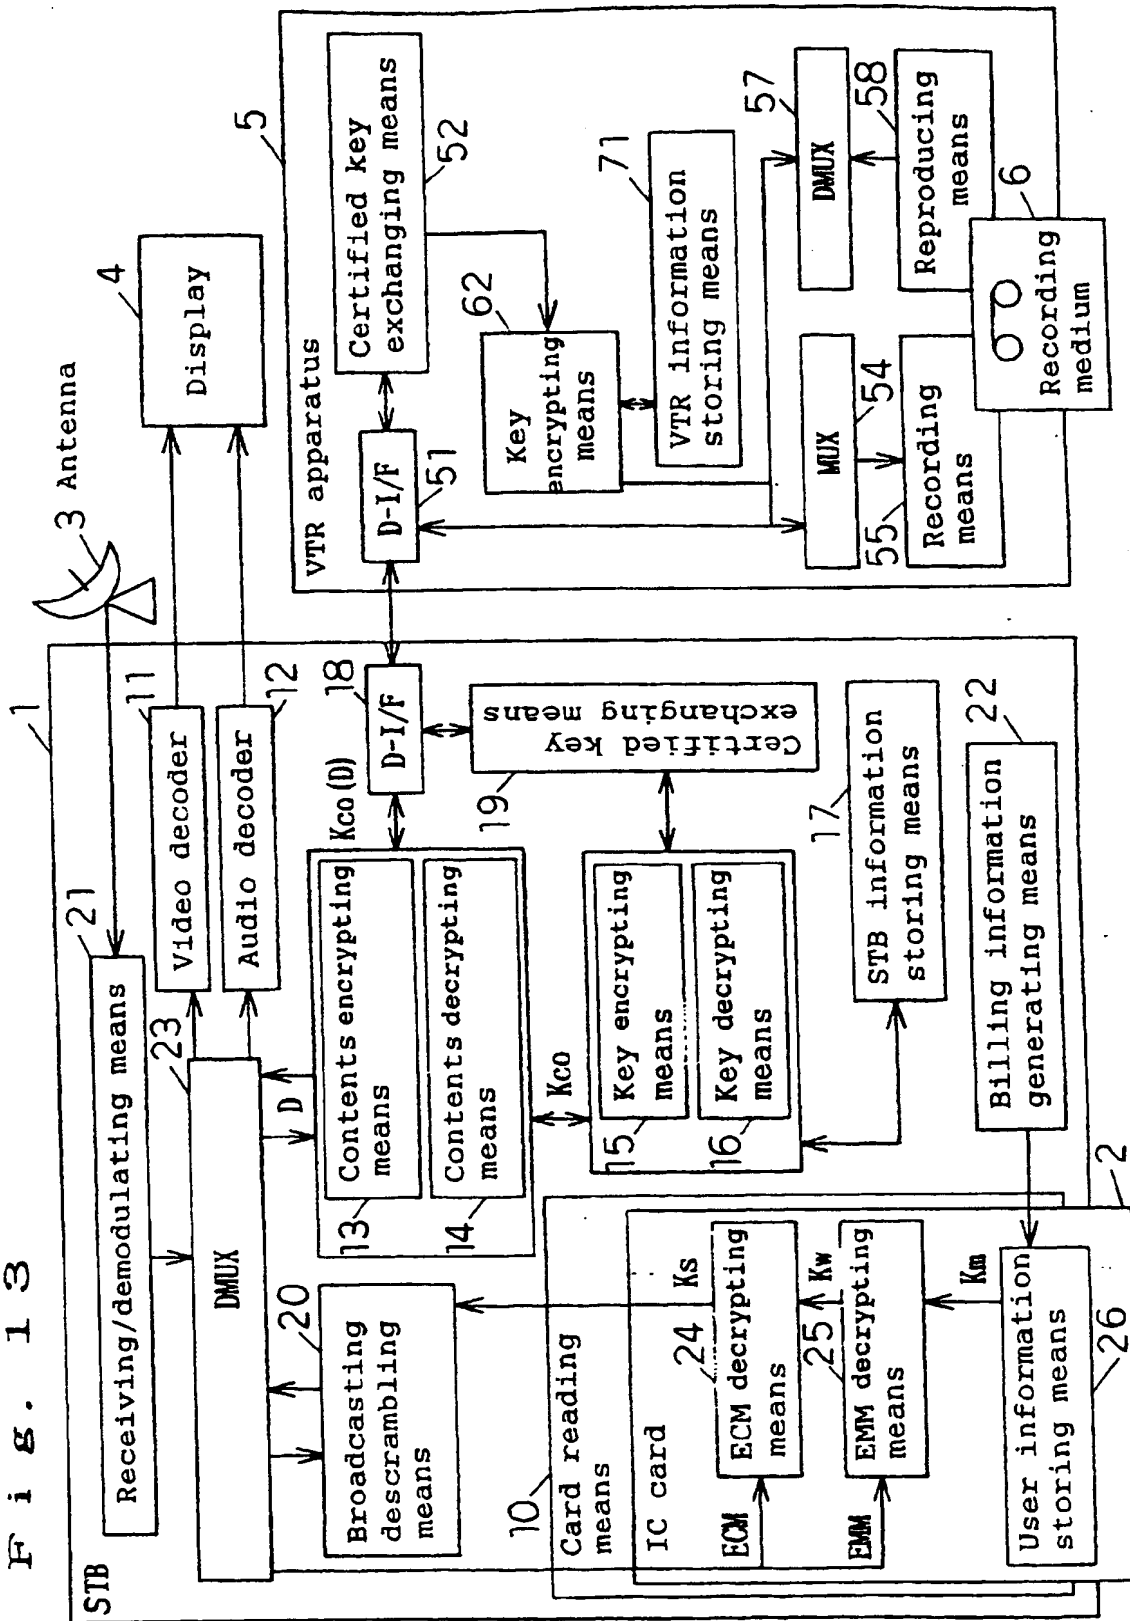 Fig. 13
STB
1
Receiving/demodulating means
21
3 Antenna
4
Display
DMUX
23
Video decoder
11
Audio decoder
12
D
Broadcasting
descrambling
means
20
Contents encrypting
means
13
Contents decrypting
means
14
Kco(D)
D-I/F
18
Certified key
exchanging means
19
Kco
Key encrypting
means
15
Key decrypting
means
16
STB information
storing means
17
Billing information
generating means
22
Card reading
means
10
IC card
2
ECM
ECM decrypting
means
24
Ks
Kw
EMM
EMM decrypting
means
25
Km
User information
storing means
26
VTR apparatus
5
D-I/F
51
Certified key
exchanging means
52
Key
encrypting
means
62
VTR information
storing means
71
MUX
54
DMUX
57
Recording
means
55
Reproducing
means
58
Recording
medium
6